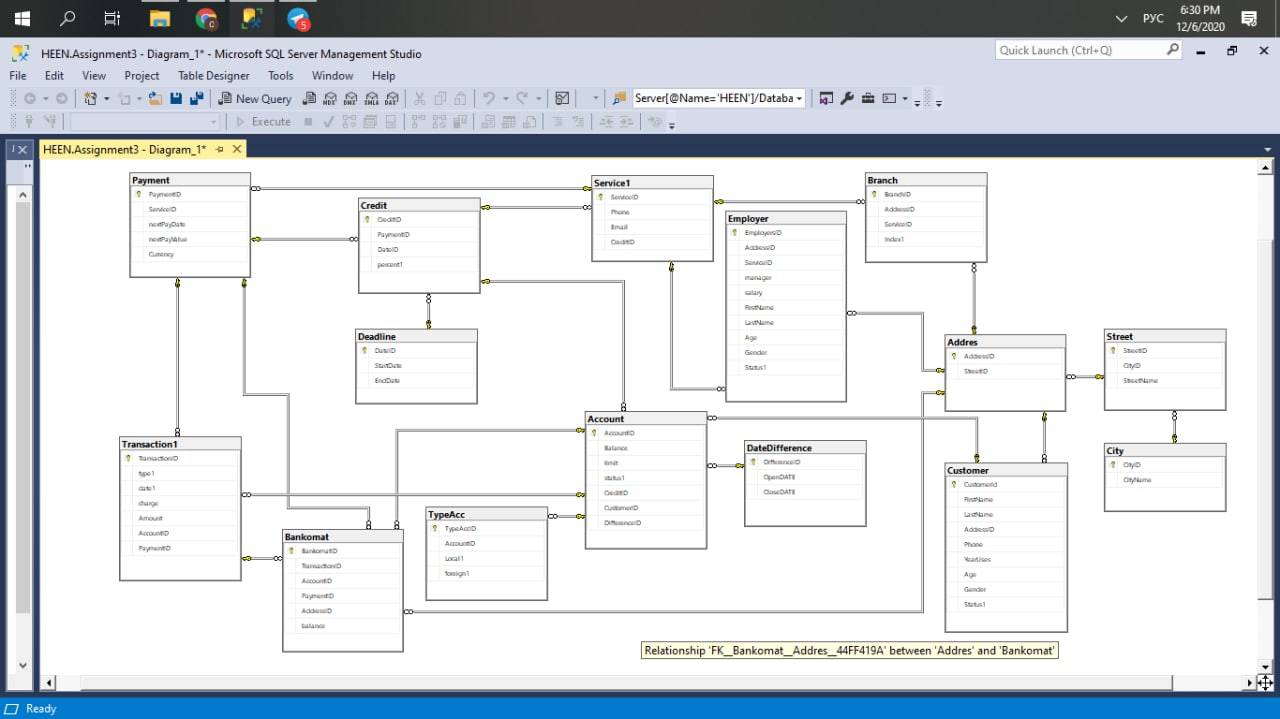 6:30 PM
РУС
12/6/2020
HEEN.Assignment3 - Diagram_1* - Microsoft SQL Server Management Studio
Quick Launch (Ctrl+Q)
File Edit View Project Table Designer Tools Window Help
New Query
MDX DMX XMLA DAX
Server[@Name='HEEN']/Databa
Execute
HEEN.Assignment3 - Diagram_1*
Payment
PaymentID
ServiceID
nextPayDate
nextPayValue
Currency
Credit
CreditID
PaymentID
DateID
percent1
Service1
ServiceID
Phone
Email
CreditID
Employer
EmployersID
AddressID
ServiceID
manager
salary
FirstName
LastName
Age
Gender
Status1
Branch
BranchID
AddressID
ServiceID
Index1
Deadline
DateID
StartDate
EndDate
Addres
AddressID
StreetID
Street
StreetID
CityID
StreetName
Transaction1
TransactionID
type1
date1
charge
Amount
AccountID
PaymentID
Account
AccountID
Balance
limit
status1
CreditID
CustomerID
DifferenceID
DateDifference
DifferenceID
OpenDATE
CloseDATE
Customer
CustomerId
FirstName
LastName
AddressID
Phone
YearUses
Age
Gender
Status1
City
CityID
CityName
Bankomat
BankomatID
TransactionID
AccountID
PaymentID
AddressID
balance
TypeAcc
TypeAccID
AccountID
Local1
foreign1
Relationship 'FK__Bankomat__Addres__44FF419A' between 'Addres' and 'Bankomat'
Ready